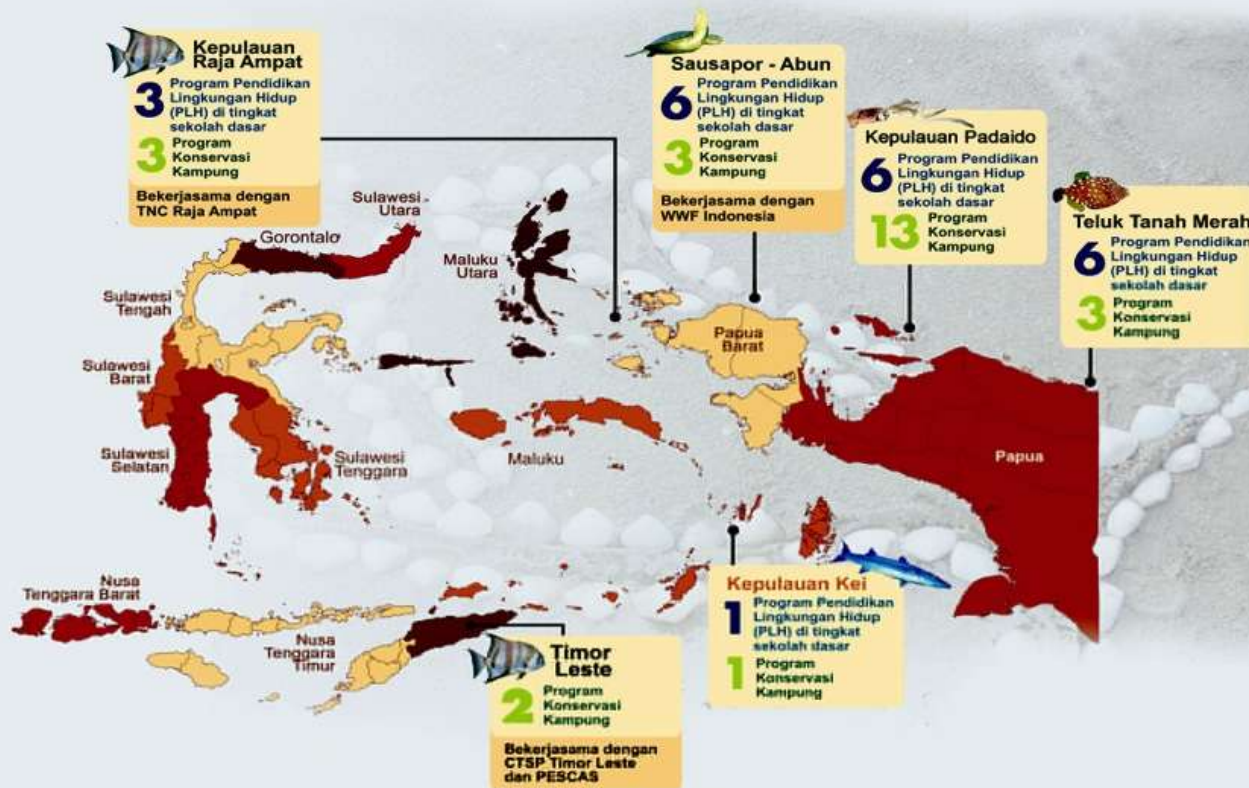 Kepulauan
Raja Ampat
3 Program Pendidikan
Lingkungan Hidup
(PLH) di tingkat
sekolah dasar
3 Program
Konservasi
Kampung
Bekerjasama dengan
TNC Raja Ampat
Sausapor - Abun
6 Program Pendidikan
Lingkungan Hidup
(PLH) di tingkat
sekolah dasar
3 Program
Konservasi
Kampung
Bekerjasama dengan
WWF Indonesia
Kepulauan Padaido
6 Program Pendidikan
Lingkungan Hidup
(PLH) di tingkat
sekolah dasar
13 Program
Konservasi
Kampung
Teluk Tanah Merah
6 Program Pendidikan
Lingkungan Hidup
(PLH) di tingkat
sekolah dasar
3 Program
Konservasi
Kampung
Sulawesi
Utara
Gorontalo
Maluku
Utara
Sulawesi
Tengah
Papua
Barat
Sulawesi
Barat
Sulawesi
Selatan
Sulawesi
Tenggara
Maluku
Papua
Nusa
Tenggara Barat
Nusa
Tenggara
Timur
Kepulauan Kei
1 Program Pendidikan
Lingkungan Hidup
(PLH) di tingkat
sekolah dasar
1 Program
Konservasi
Kampung
Timor
Leste
2 Program
Konservasi
Kampung
Bekerjasama dengan
CTSP Timor Leste
dan PESCAS